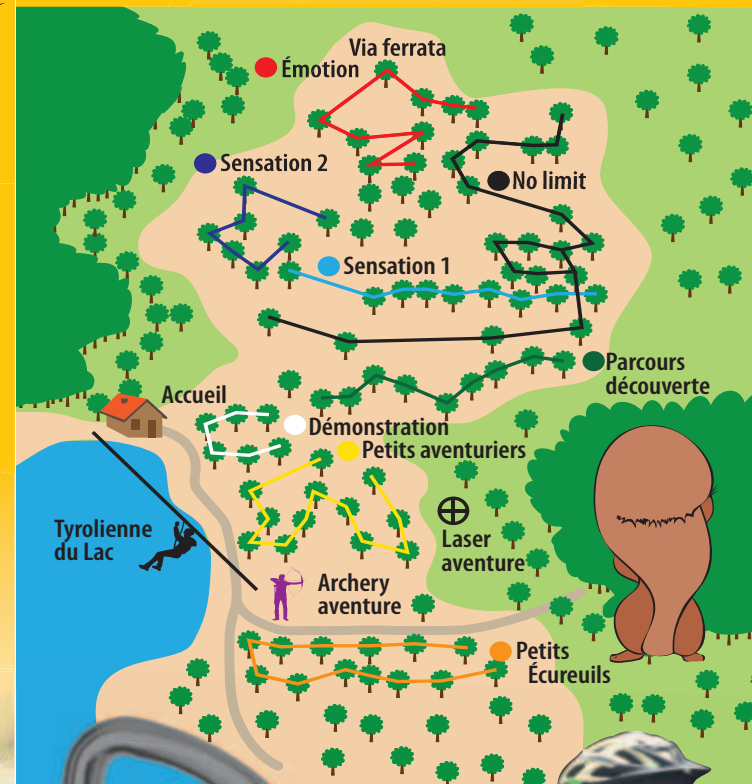 Via ferrata
Émotion
Sensation 2
No limit
Sensation 1
Parcours
découverte
Accueil
Démonstration
Petits aventuriers
Tyrolienne
du Lac
Laser
aventure
Archery
aventure
Petits
Écureuils